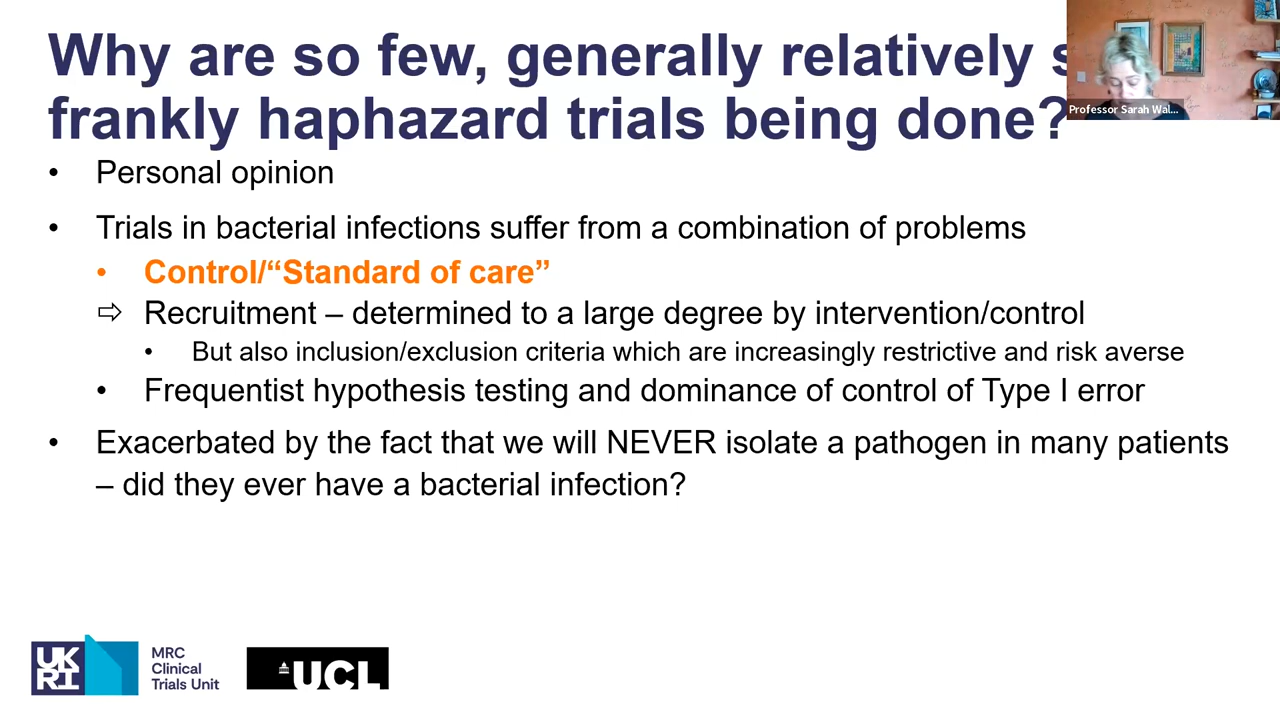 Why are so few, generally relatively
frankly haphazard trials being done?
Professor Sarah Wal...
• Personal opinion
• Trials in bacterial infections suffer from a combination of problems
• Control/“Standard of care”
⇨ Recruitment – determined to a large degree by intervention/control
• But also inclusion/exclusion criteria which are increasingly restrictive and risk averse
• Frequentist hypothesis testing and dominance of control of Type I error
• Exacerbated by the fact that we will NEVER isolate a pathogen in many patients
– did they ever have a bacterial infection?
UK
RI
MRC
Clinical
Trials Unit
UCL